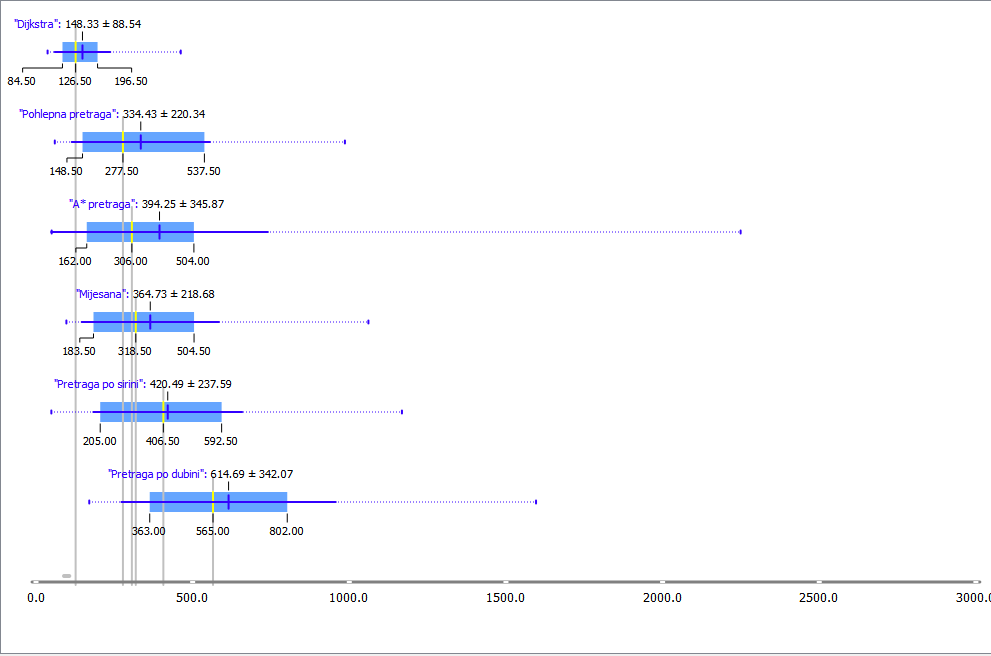 "Dijkstra": 148.33 ± 88.54
84.50 126.50 196.50
"Pohlepna pretraga": 334.43 ± 220.34
148.50 277.50 537.50
"A* pretraga": 394.25 ± 345.87
162.00 306.00 504.00
"Mijesana": 364.73 ± 218.68
183.50 318.50 504.50
"Pretraga po sirini": 420.49 ± 237.59
205.00 406.50 592.50
"Pretraga po dubini": 614.69 ± 342.07
363.00 565.00 802.00
0.0 500.0 1000.0 1500.0 2000.0 2500.0 3000.0